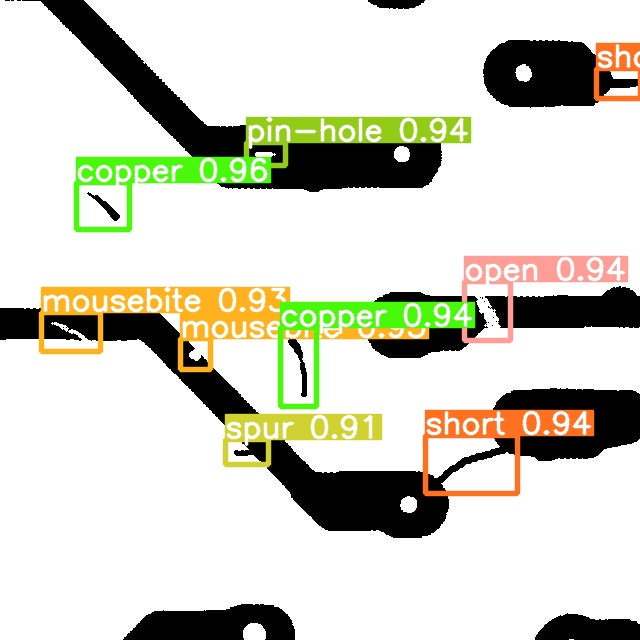 sho
pin-hole 0.94
copper 0.96
open 0.94
mousebite 0.93
copper 0.94
spur 0.91
short 0.94